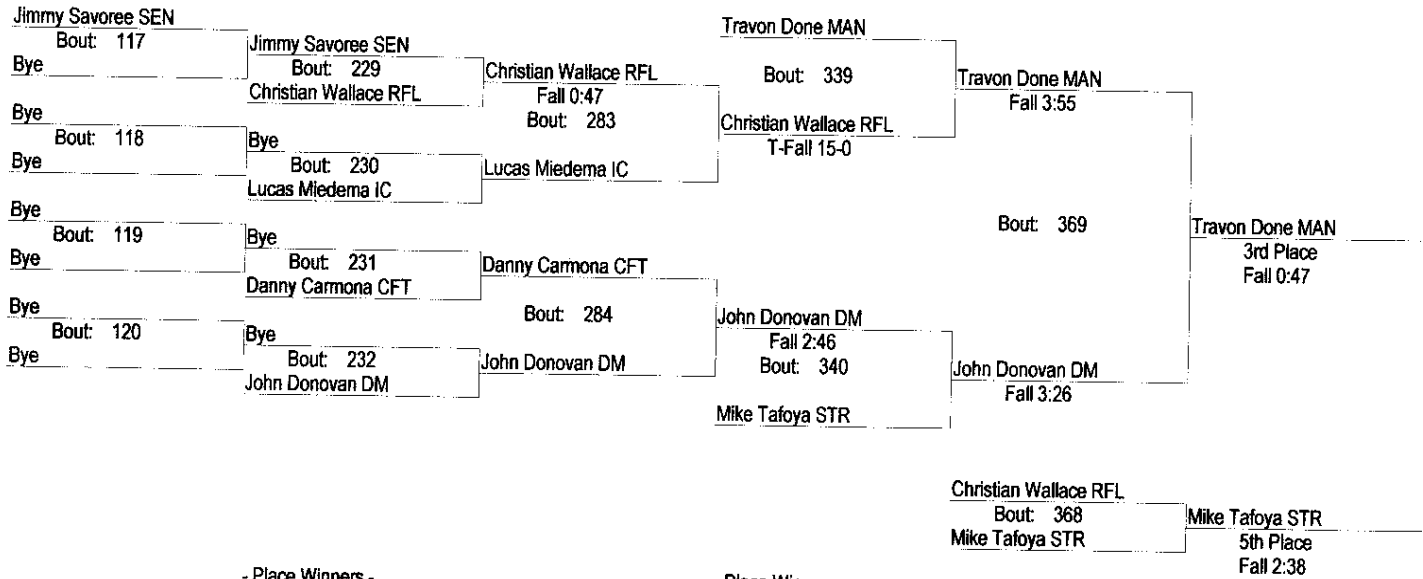 Jimmy Savoree SEN
Bout: 117
Bye
Bye
Bout: 118
Bye
Bye
Bout: 119
Bye
Bye
Bout: 120
Bye
Jimmy Savoree SEN
Bout: 229
Christian Wallace RFL
Bye
Bout: 230
Lucas Miedema IC
Bye
Bout: 231
Danny Carmona CFT
Bye
Bout: 232
John Donovan DM
Christian Wallace RFL
Fall 0:47
Bout: 283
Lucas Miedema IC
Danny Carmona CFT
Bout: 284
John Donovan DM
Travon Done MAN
Bout: 339
Christian Wallace RFL
T-Fall 15-0
John Donovan DM
Fall 2:46
Bout: 340
Mike Tafoya STR
Travon Done MAN
Fall 3:55
Bout: 369
John Donovan DM
Fall 3:26
Travon Done MAN
3rd Place
Fall 0:47
Christian Wallace RFL
Bout: 368
Mike Tafoya STR
Mike Tafoya STR
5th Place
Fall 2:38
- Place Winners -